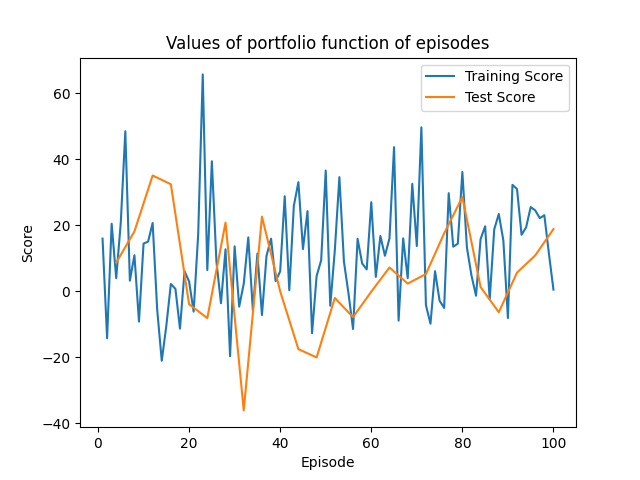 Values of portfolio function of episodes
Training Score
Test Score
60
40
20
0
−20
−40
Score
0 20 40 60 80 100
Episode